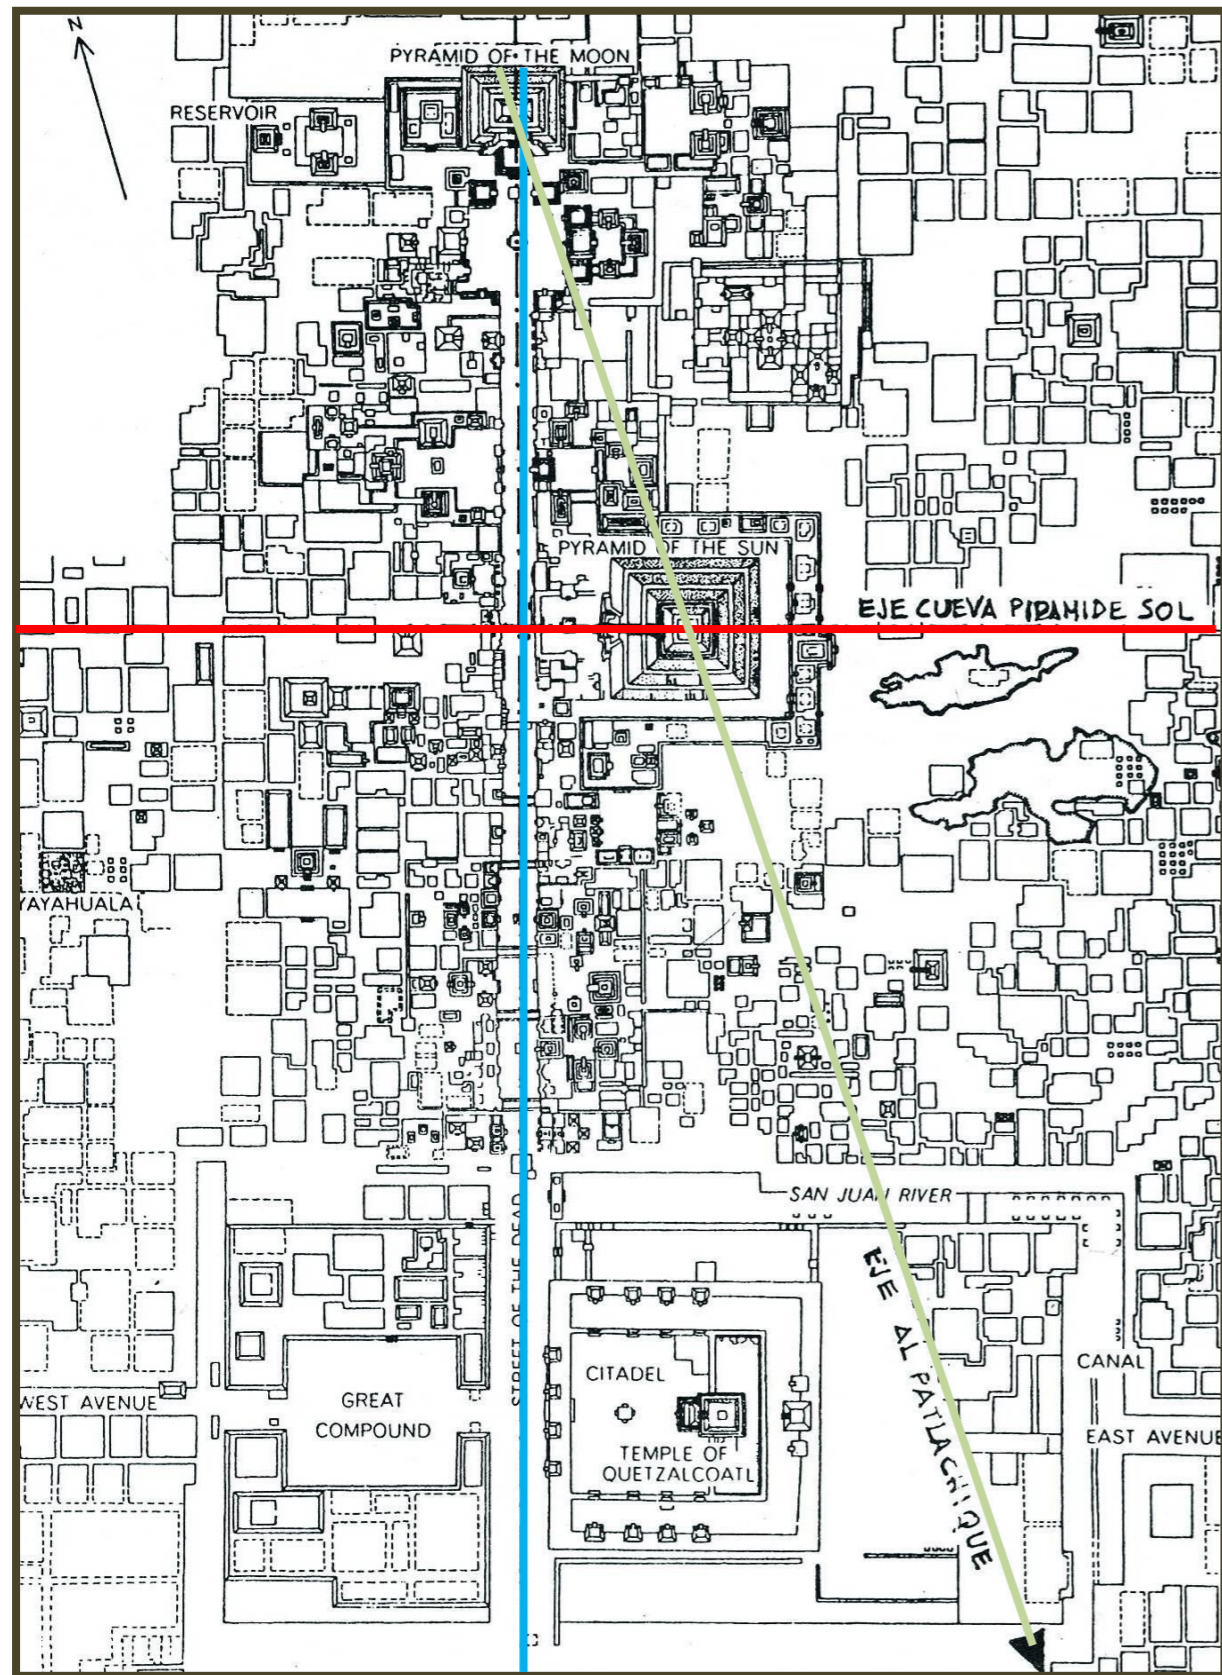 N
PYRAMID OF THE MOON
RESERVOIR
PYRAMID OF THE SUN
EJE CUEVA PIRAMIDE SOL
YAYAHUALA
SAN JUAN RIVER
STREET OF THE DEAD
EJE AL PATLACHIQUE
CITADEL
CANAL
WEST AVENUE
GREAT
COMPOUND
EAST AVENUE
TEMPLE OF
QUETZALCOATL